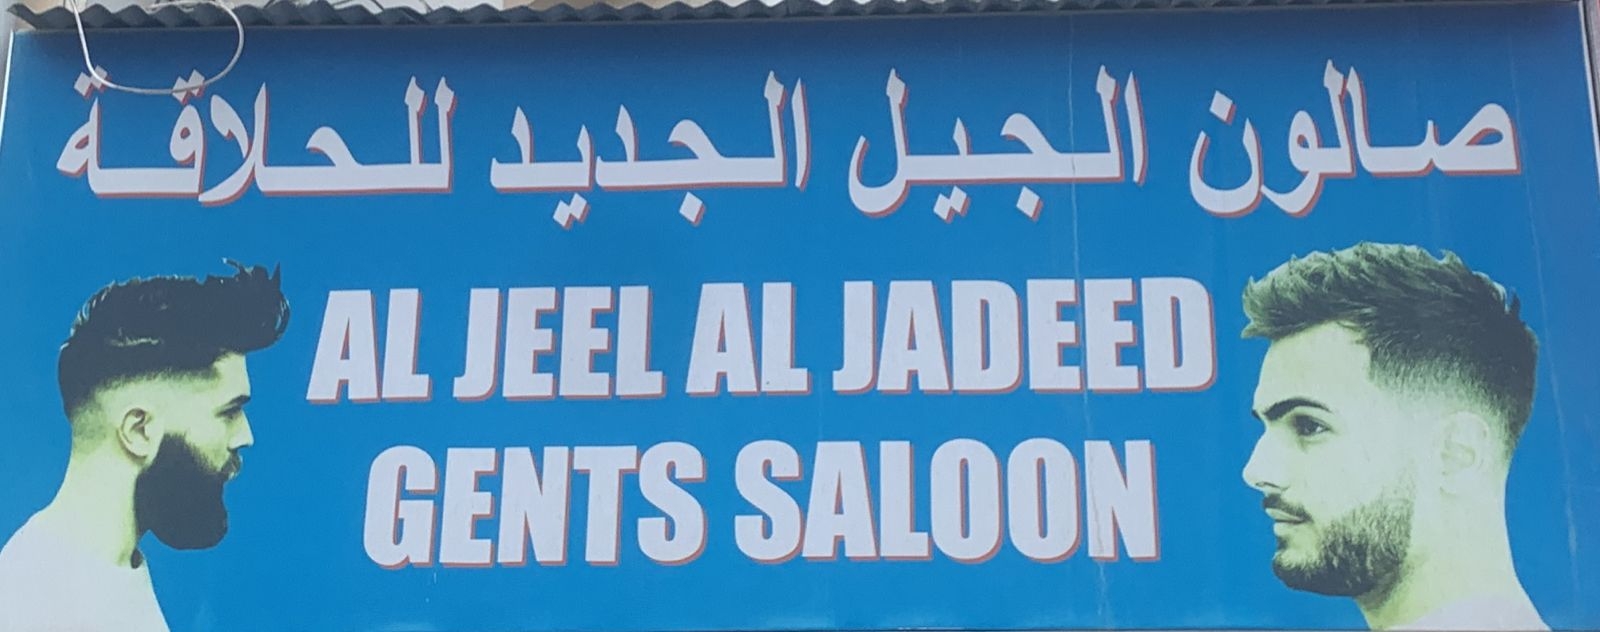 صالون الجيل الجديد للحلاقة
AL JEEL AL JADEED
GENTS SALOON